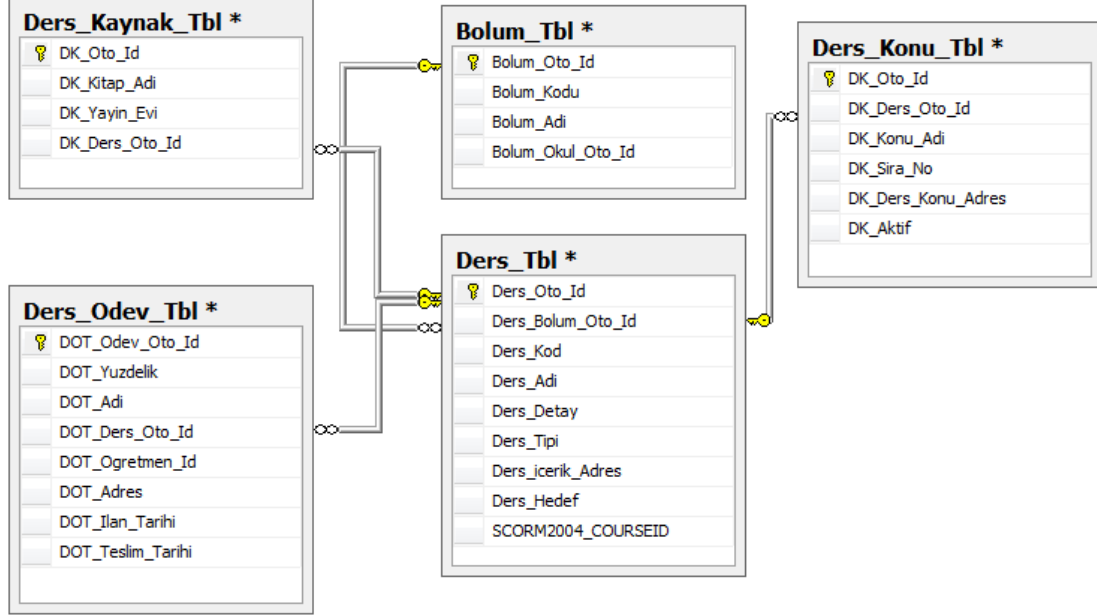 Ders_Kaynak_Tbl *
DK_Oto_Id
DK_Kitap_Adi
DK_Yayin_Evi
DK_Ders_Oto_Id
Bolum_Tbl *
Bolum_Oto_Id
Bolum_Kodu
Bolum_Adi
Bolum_Okul_Oto_Id
Ders_Konu_Tbl *
DK_Oto_Id
DK_Ders_Oto_Id
DK_Konu_Adi
DK_Sira_No
DK_Ders_Konu_Adres
DK_Aktif
Ders_Odev_Tbl *
DOT_Odev_Oto_Id
DOT_Yuzdelik
DOT_Adi
DOT_Ders_Oto_Id
DOT_Ogretmen_Id
DOT_Adres
DOT_Ilan_Tarihi
DOT_Teslim_Tarihi
Ders_Tbl *
Ders_Oto_Id
Ders_Bolum_Oto_Id
Ders_Kod
Ders_Adi
Ders_Detay
Ders_Tipi
Ders_icerik_Adres
Ders_Hedef
SCORM2004_COURSEID